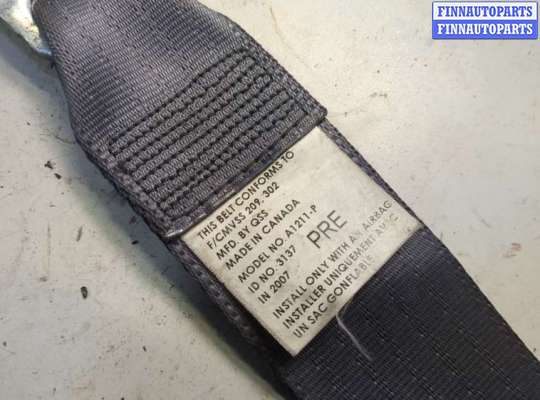 FINNAUTOPARTS
FINNAUTOPARTS
THIS BELT CONFORMS TO
F/CMVSS 209, 302
MFD. BY QSS
MADE IN CANADA
MODEL NO A1211-P
ID NO. 3137
IN 2007
PRE
INSTALL ONLY WITH AN AIRBAG
INSTALLER UNIQUEMENT AVEC
UN SAC GONFLABLE